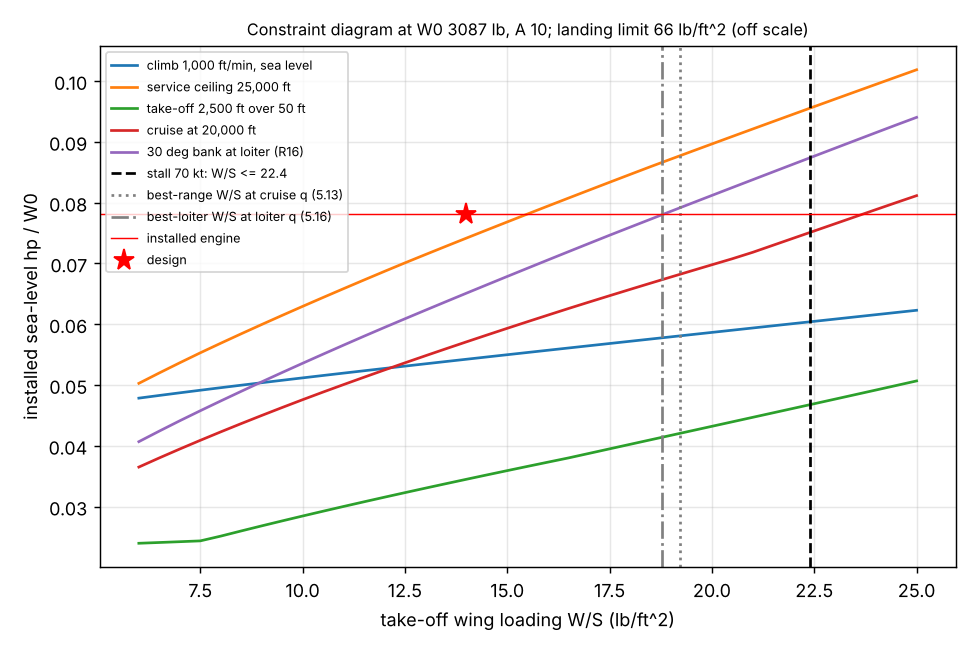 Constraint diagram at W0 3087 lb, A 10; landing limit 66 lb/ft^2 (off scale)
climb 1,000 ft/min, sea level
service ceiling 25,000 ft
take-off 2,500 ft over 50 ft
cruise at 20,000 ft
30 deg bank at loiter (R16)
stall 70 kt: W/S <= 22.4
best-range W/S at cruise q (5.13)
best-loiter W/S at loiter q (5.16)
installed engine
design
installed sea-level hp / W0
0.10
0.09
0.08
0.07
0.06
0.05
0.04
0.03
7.5
10.0
12.5
15.0
17.5
20.0
22.5
25.0
take-off wing loading W/S (lb/ft^2)